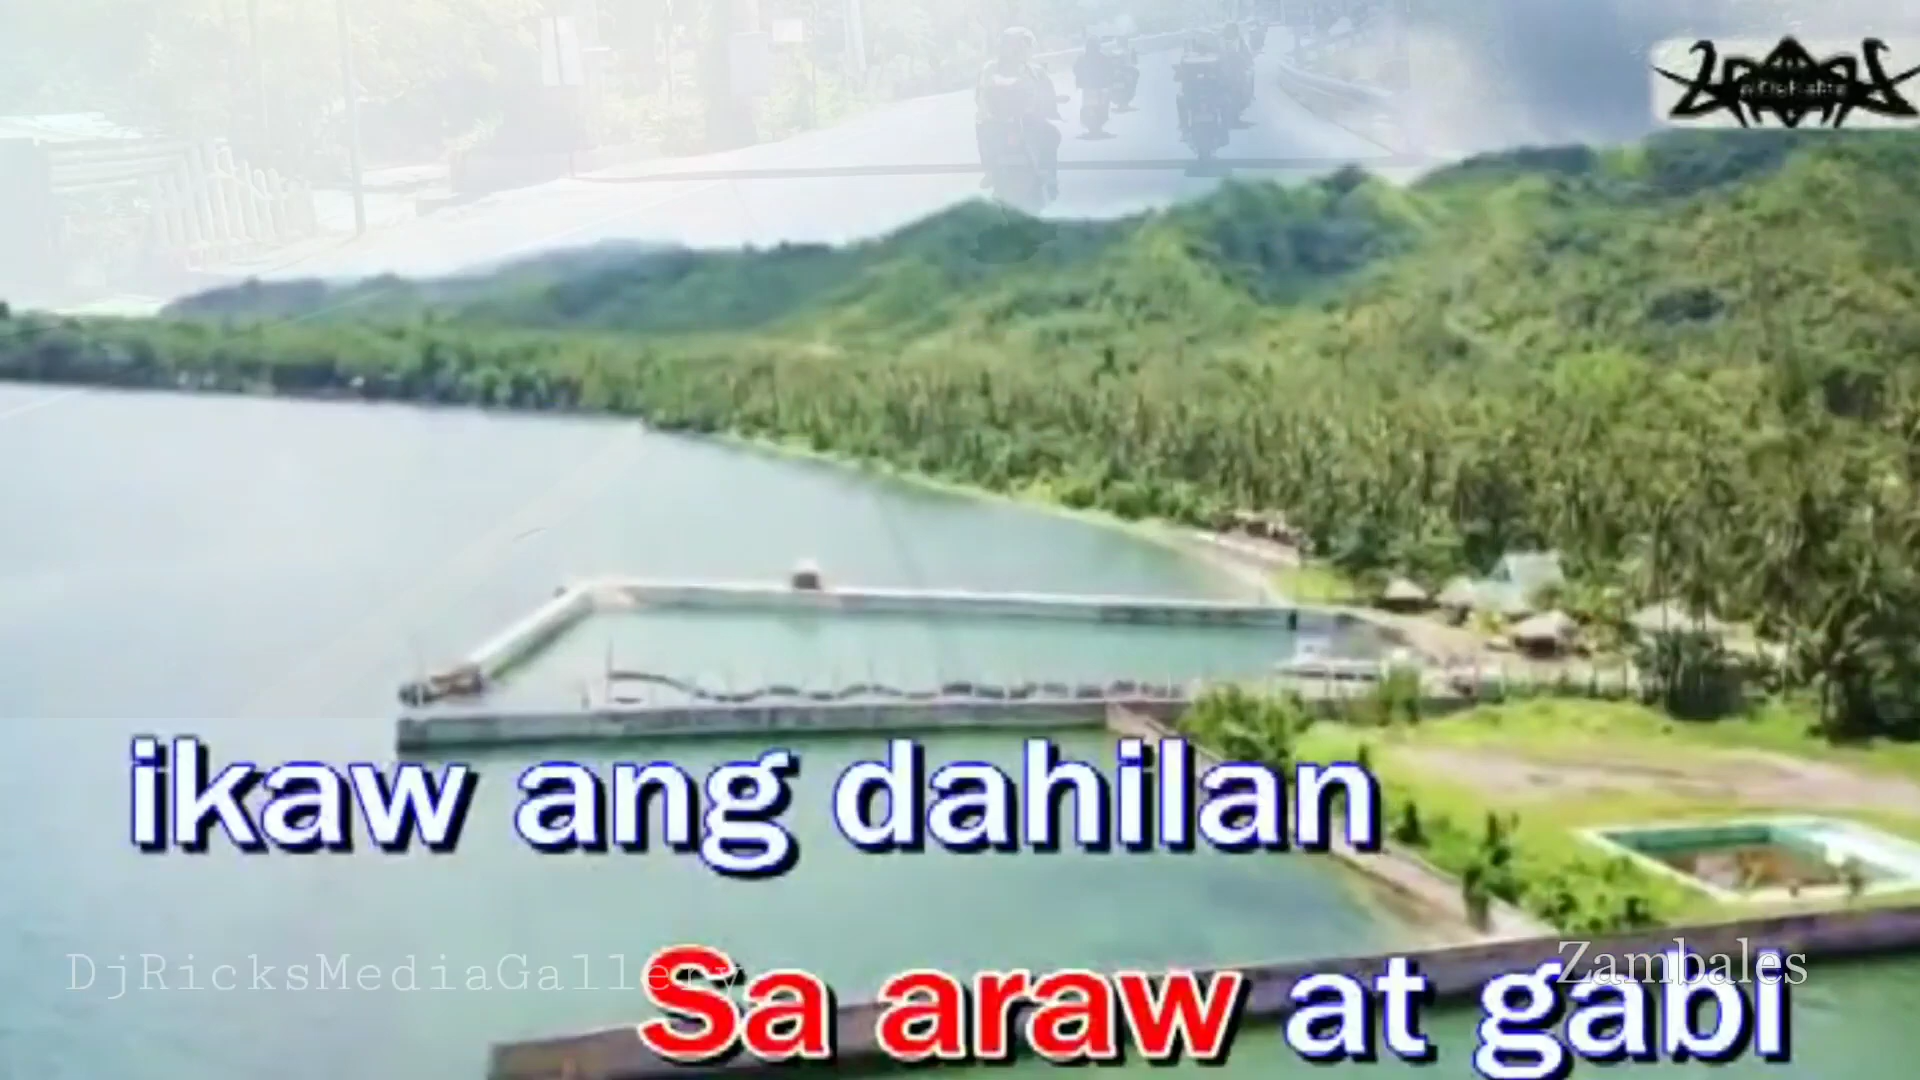 ikaw ang dahilan
Sa araw at gabi
DjRicksMediaGallery
Zambales